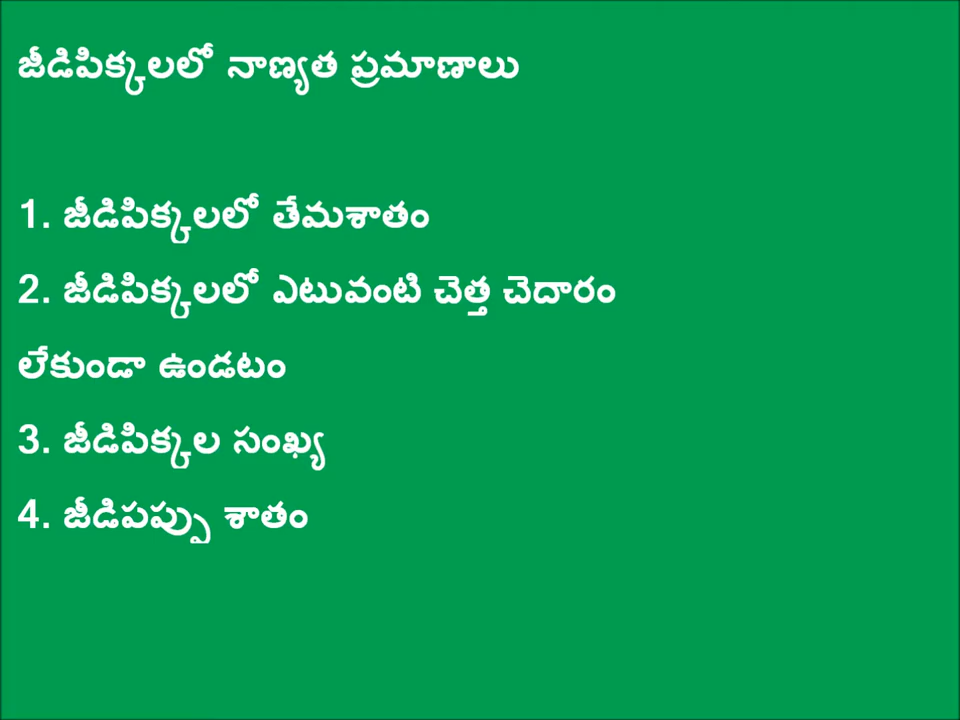 జీడిపిక్కలలో నాణ్యత ప్రమాణాలు
1. జీడిపిక్కలలో తేమశాతం
2. జీడిపిక్కలలో ఎటువంటి చెత్త చెదారం
లేకుండా ఉండటం
3. జీడిపిక్కల సంఖ్య
4. జీడిపప్పు శాతం